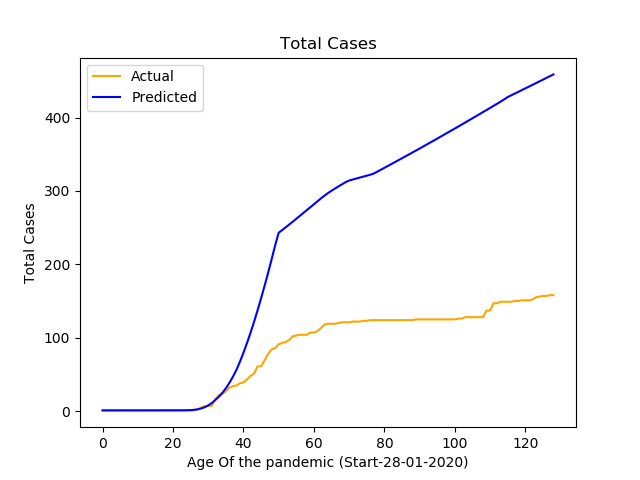 Total Cases
Actual
Predicted
400
300
200
100
0
Total Cases
0 20 40 60 80 100 120
Age Of the pandemic (Start-28-01-2020)